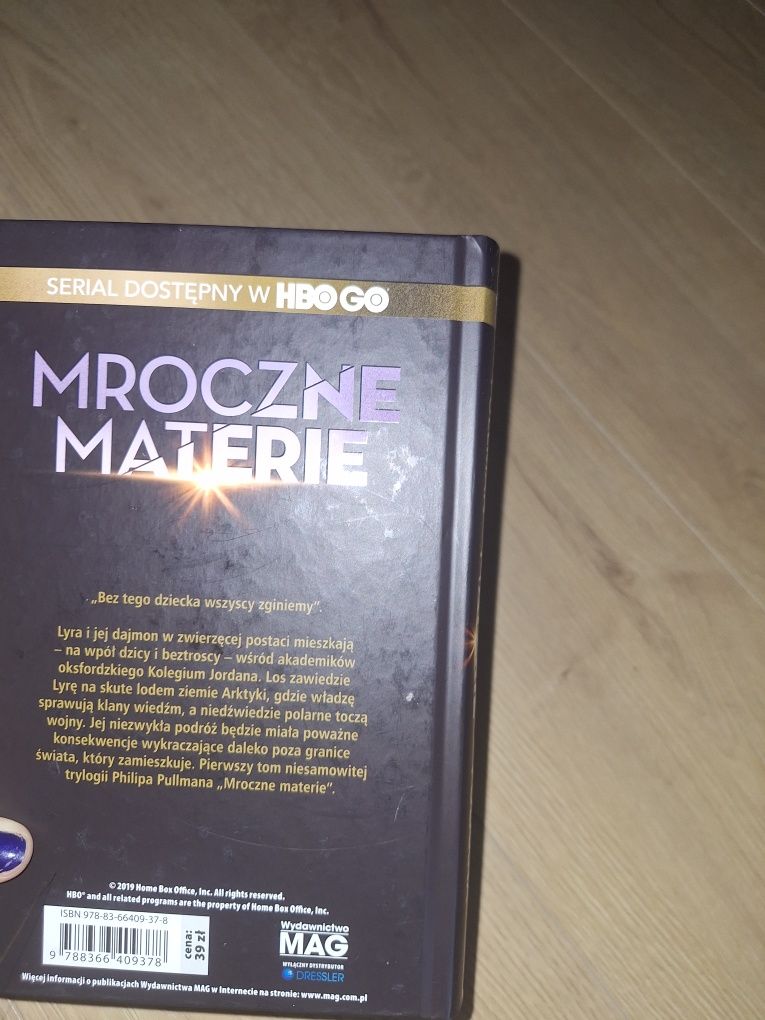 SERIAL DOSTĘPNY W HBO GO
MROCZNE
MATERIE
„Bez tego dziecka wszyscy zginiemy”.
Lyra i jej dajmon w zwierzęcej postaci mieszkają
– na wpół dzicy i beztroscy – wśród akademików
oksfordzkiego Kolegium Jordana. Los zawiedzie
Lyrę na skute lodem ziemie Arktyki, gdzie władzę
sprawują klany wiedźm, a niedźwiedzie polarne toczą
wojny. Jej niezwykła podróż będzie miała poważne
konsekwencje wykraczające daleko poza granice
świata, który zamieszkuje. Pierwszy tom niesamowitej
trylogii Philipa Pullmana „Mroczne materie”.
© 2019 Home Box Office, Inc. All rights reserved.
HBO® and all related programs are the property of Home Box Office, Inc.
ISBN 978-83-66409-37-8
9 788366 409378
cena:
39 zł
Wydawnictwo
MAG
WYŁĄCZNY DYSTRYBUTOR
DRESSLER
Więcej informacji o publikacjach Wydawnictwa MAG w Internecie na stronie: www.mag.com.pl